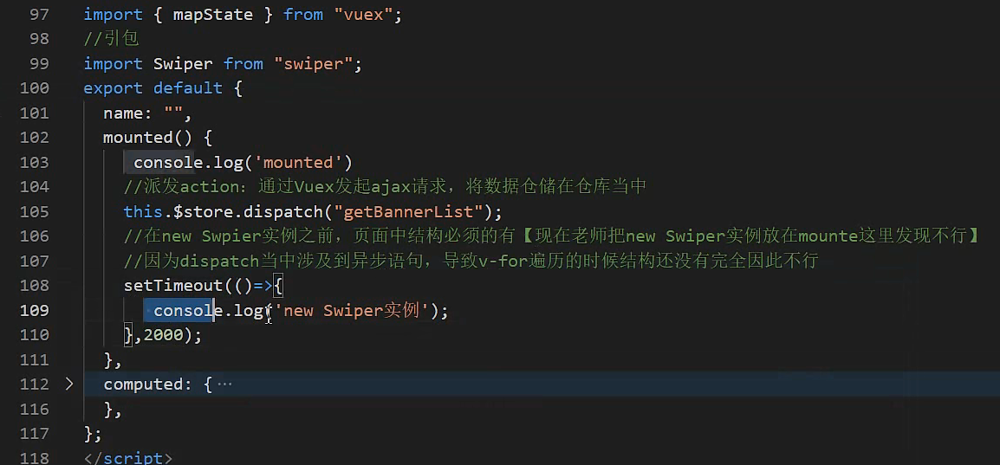 97 import { mapState } from "vuex";
98 //引包
99 import Swiper from "swiper";
100 export default {
101 name: "",
102 mounted() {
103 console.log('mounted')
104 //派发action：通过Vuex发起ajax请求，将数据仓储在仓库当中
105 this.$store.dispatch("getBannerList");
106 //在new Swpier实例之前，页面中结构必须的有【现在老师把new Swiper实例放在mounte这里发现不行】
107 //因为dispatch当中涉及到异步语句，导致v-for遍历的时候结构还没有完全因此不行
108 setTimeout(()=>{
109 console.log('new Swiper实例');
110 },2000);
111 },
112 computed: {···
116 },
117 };
118 </script>